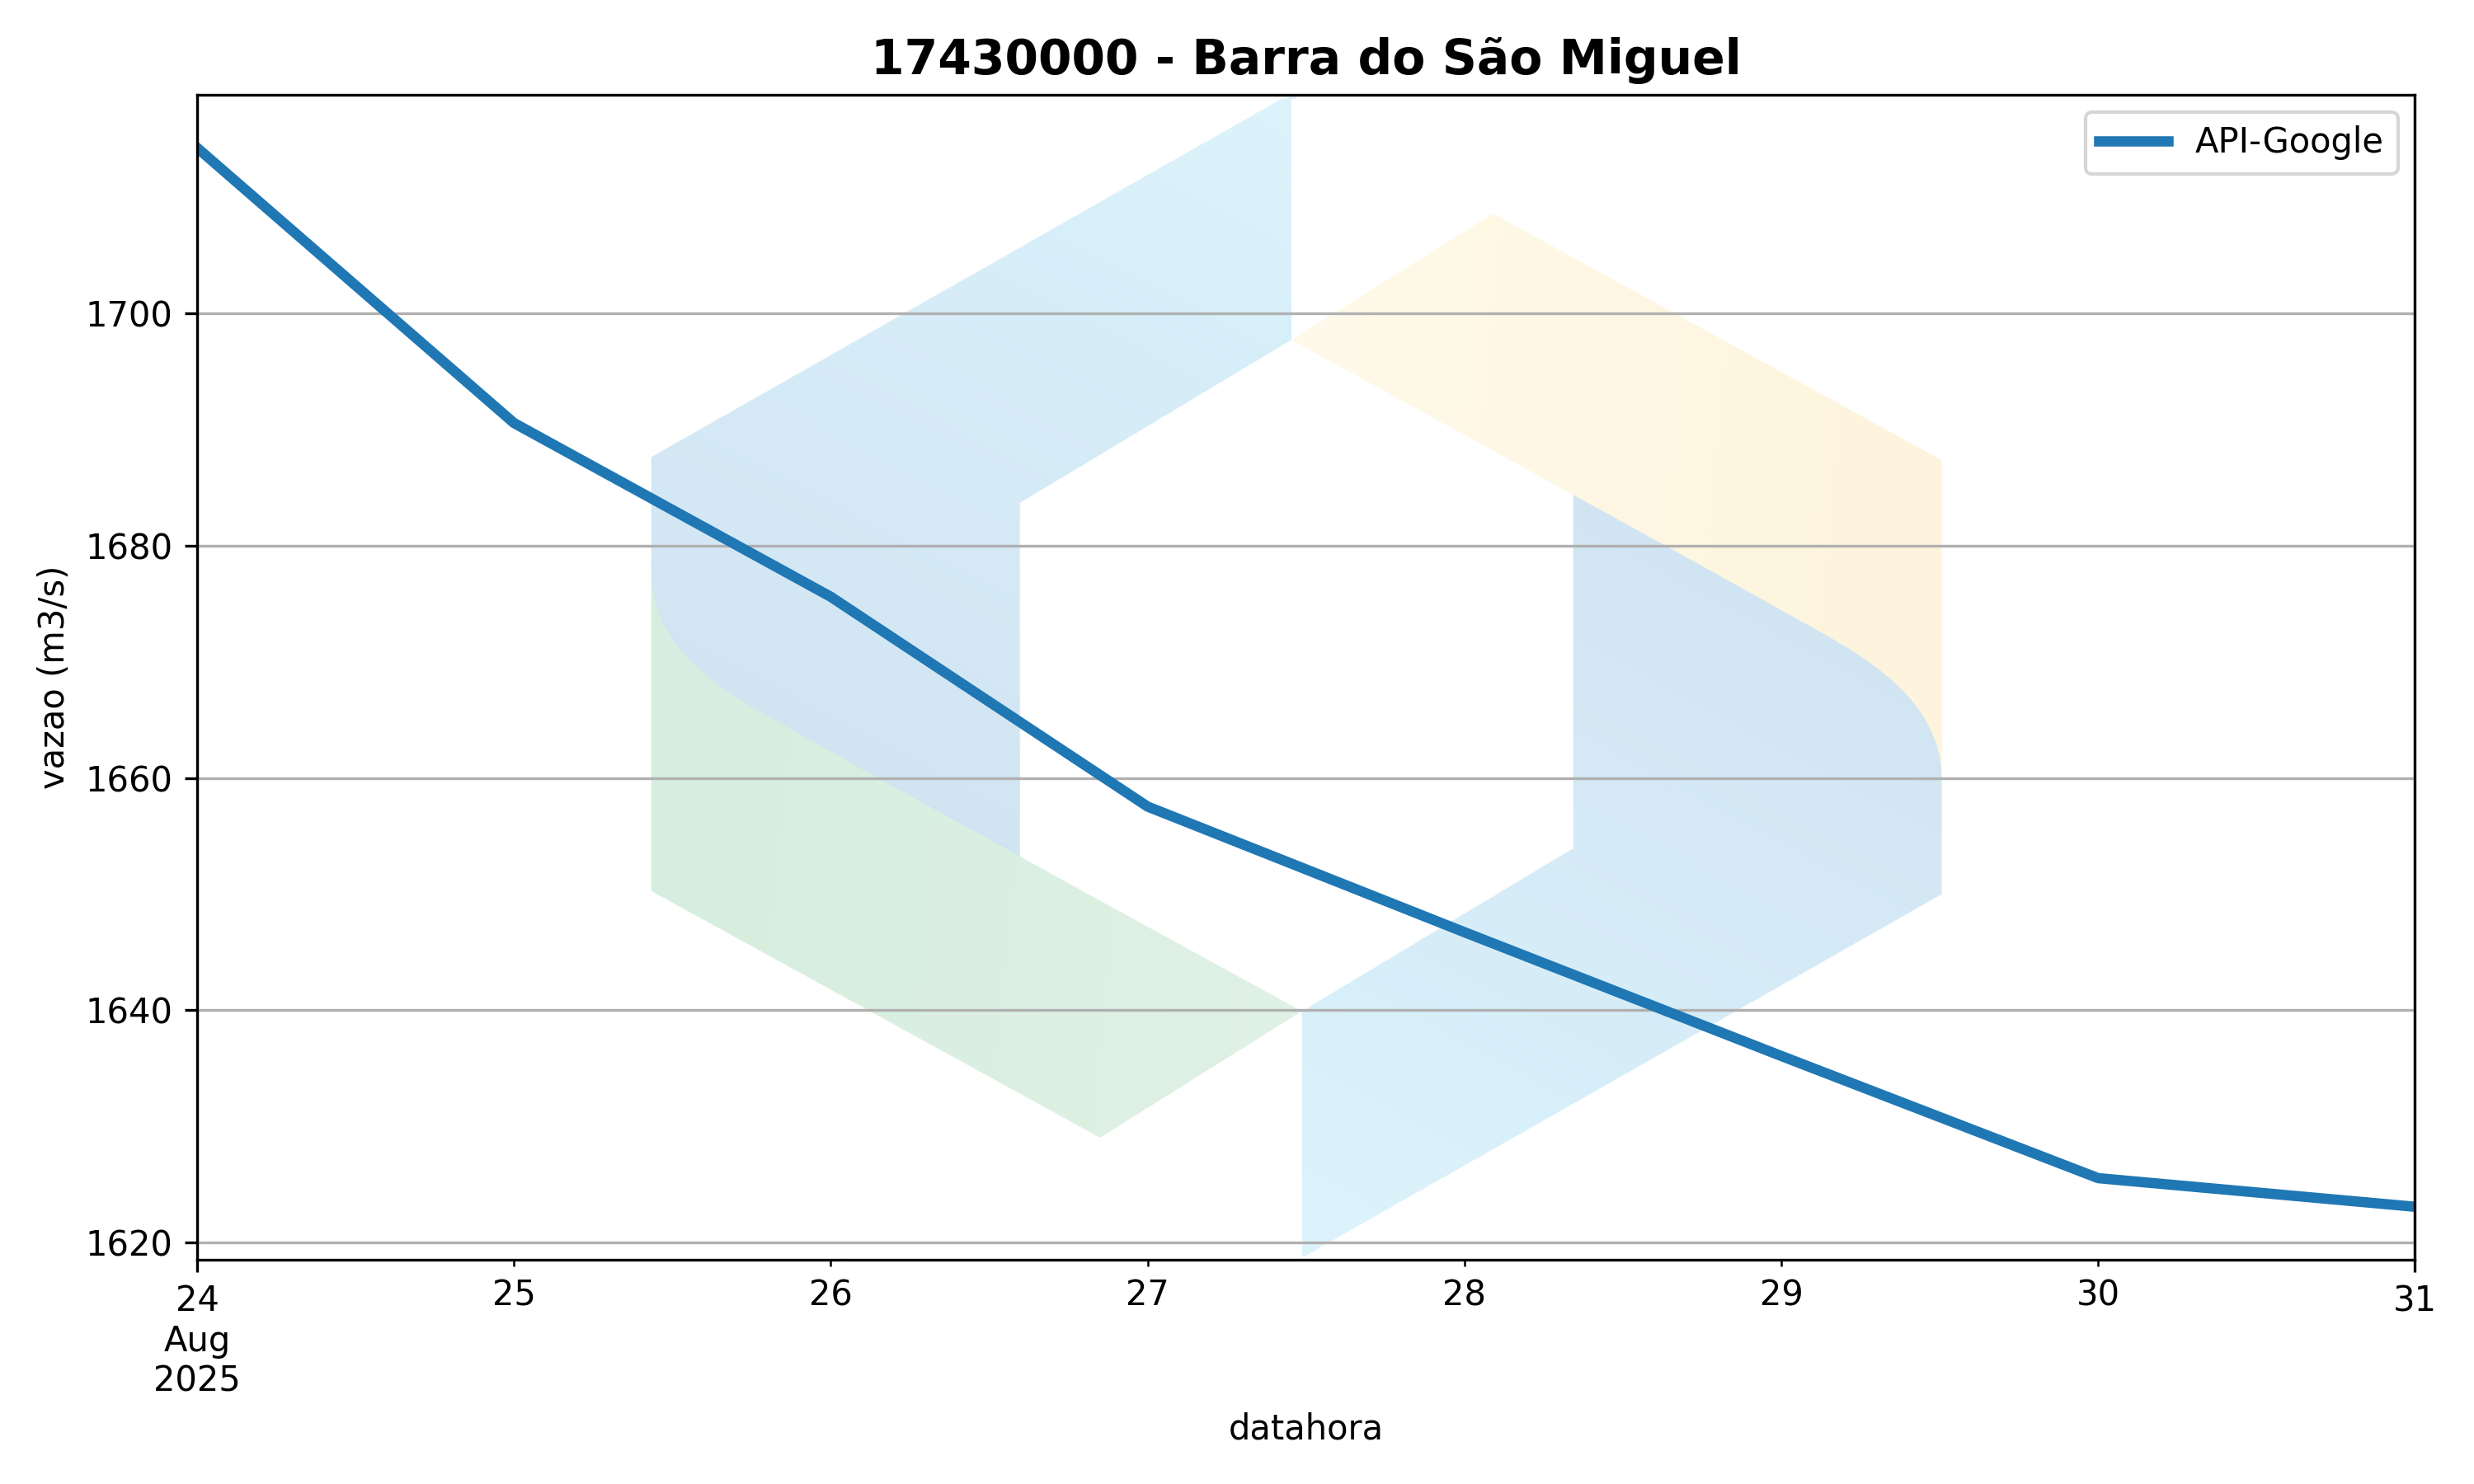 17430000 - Barra do São Miguel
API-Google
vazao (m3/s)
1700
1680
1660
1640
1620
24 25 26 27 28 29 30 31
Aug
2025
datahora